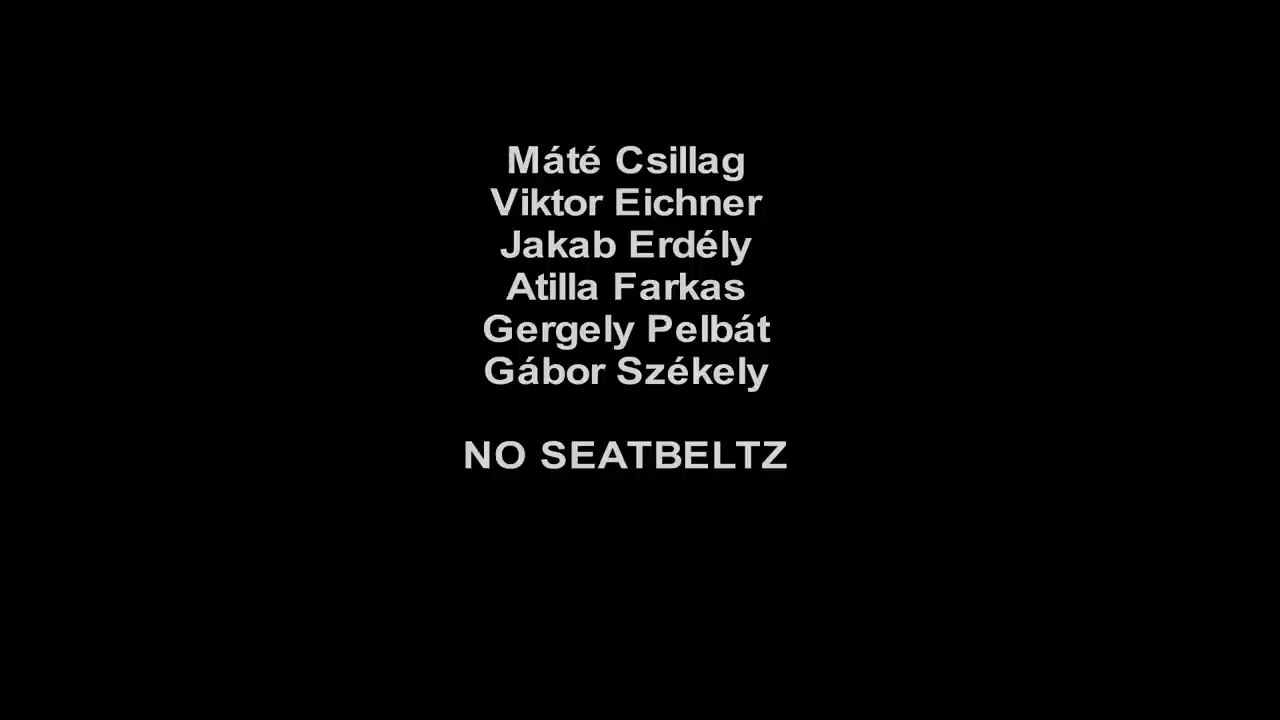 Máté Csillag
Viktor Eichner
Jakab Erdély
Atilla Farkas
Gergely Pelbát
Gábor Székely
NO SEATBELTZ